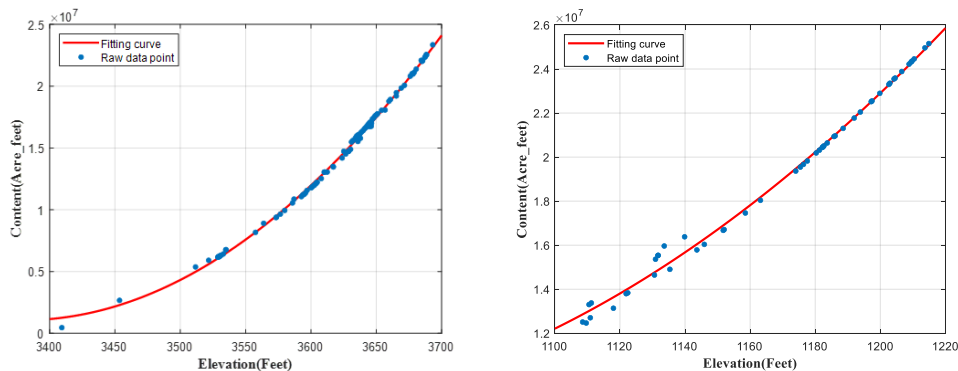 ×10^7
2.5
2
1.5
1
0.5
0
Content(Acre_feet)
Fitting curve
Raw data point
3400 3450 3500 3550 3600 3650 3700
Elevation(Feet)
×10^7
2.6
2.4
2.2
2
1.8
1.6
1.4
1.2
Content(Acre_feet)
Fitting curve
Raw data point
1100 1120 1140 1160 1180 1200 1220
Elevation(Feet)